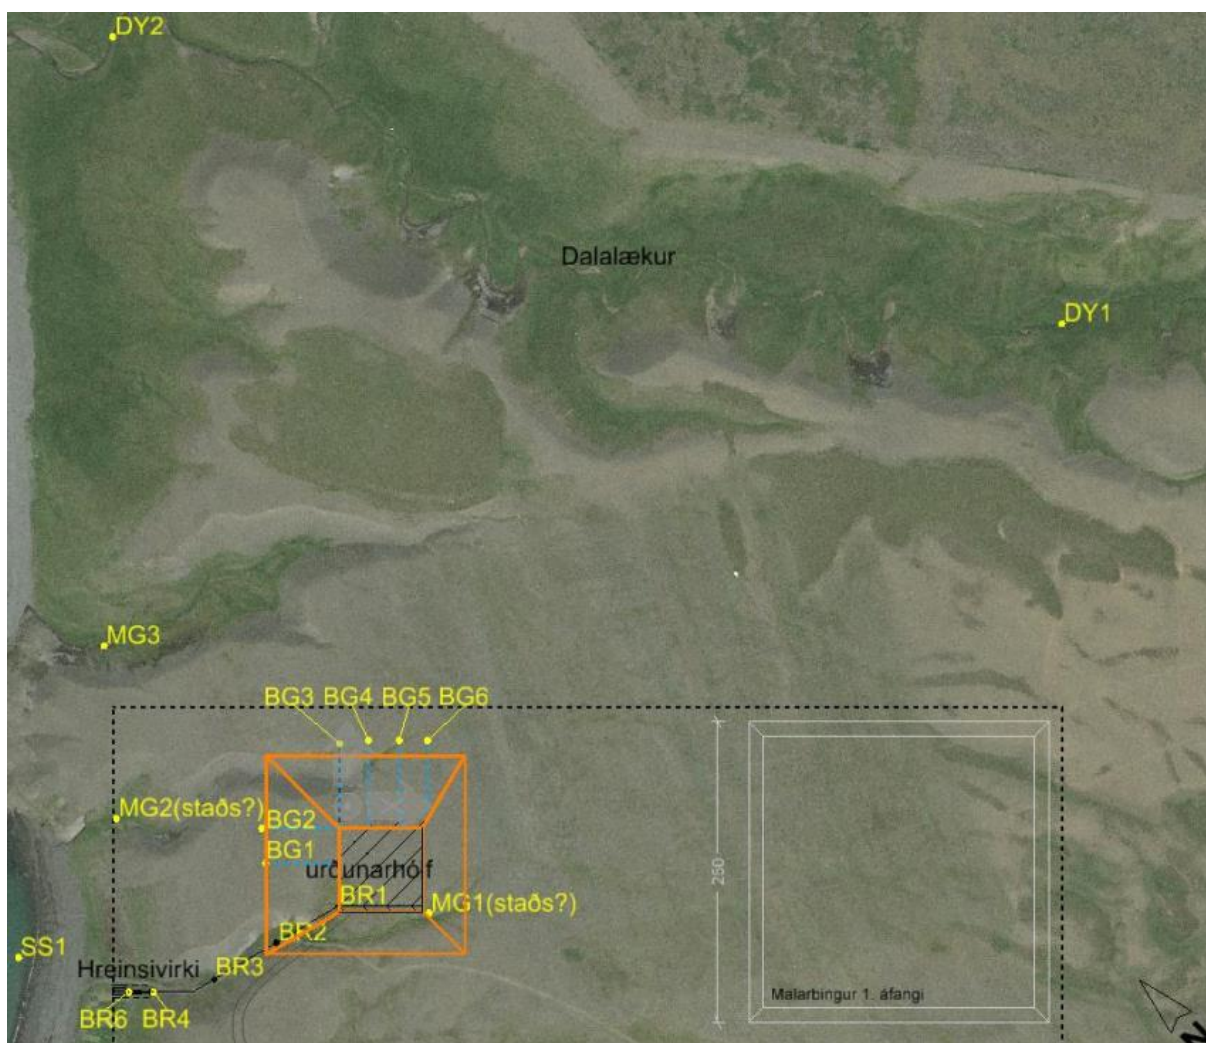 DY2
Dalalækur
DY1
MG3
BG3 BG4 BG5 BG6
MG2(staðs?)
BG2
BG1
urðunarhólf
BR1
MG1(staðs?)
260
BR2
SS1
Hreinsivirki
BR3
BR6 BR4
Malarbingur 1. áfangi
N